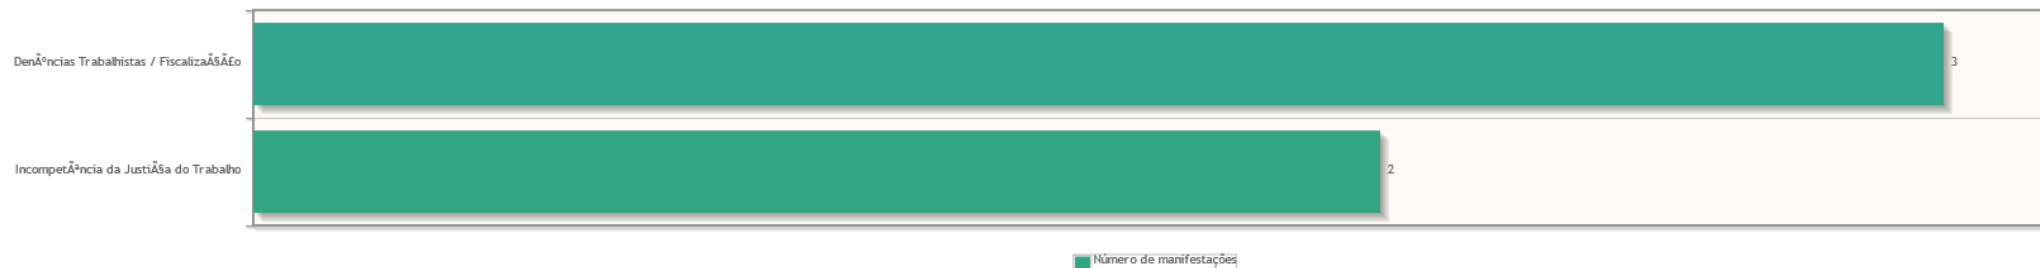 DenÃºncias Trabalhistas / FiscalizaÃ§Ã£o
3
IncompetÃªncia da JustiÃ§a do Trabalho
2
Número de manifestações